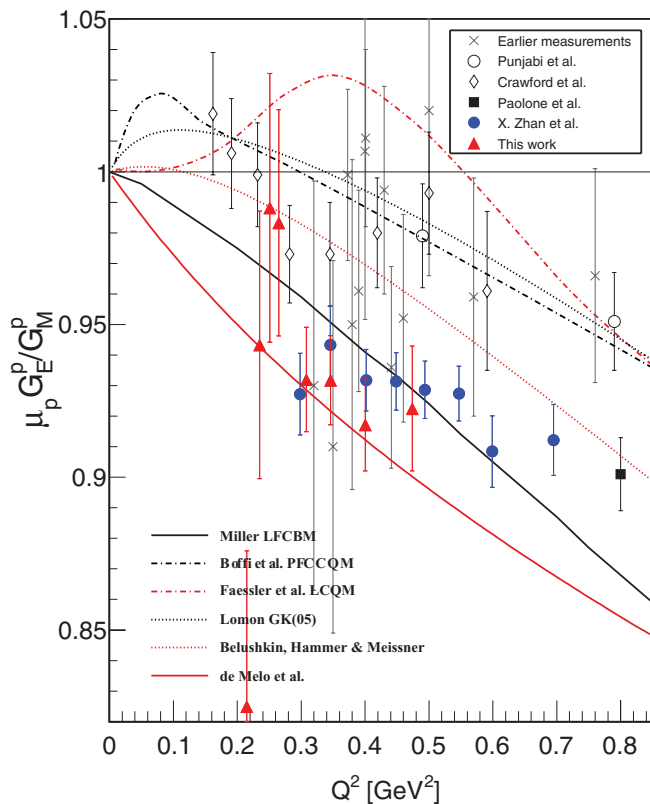 1.05
1
0.95
0.9
0.85
μp G_E^p/G_M^p
Earlier measurements
Punjabi et al.
Crawford et al.
Paolone et al.
X. Zhan et al.
This work
Miller LFCBM
Boffi et al. PFCCQM
Faessler et al. LCQM
Lomon GK(05)
Belushkin, Hammer & Meissner
de Melo et al.
0 0.1 0.2 0.3 0.4 0.5 0.6 0.7 0.8
Q² [GeV²]